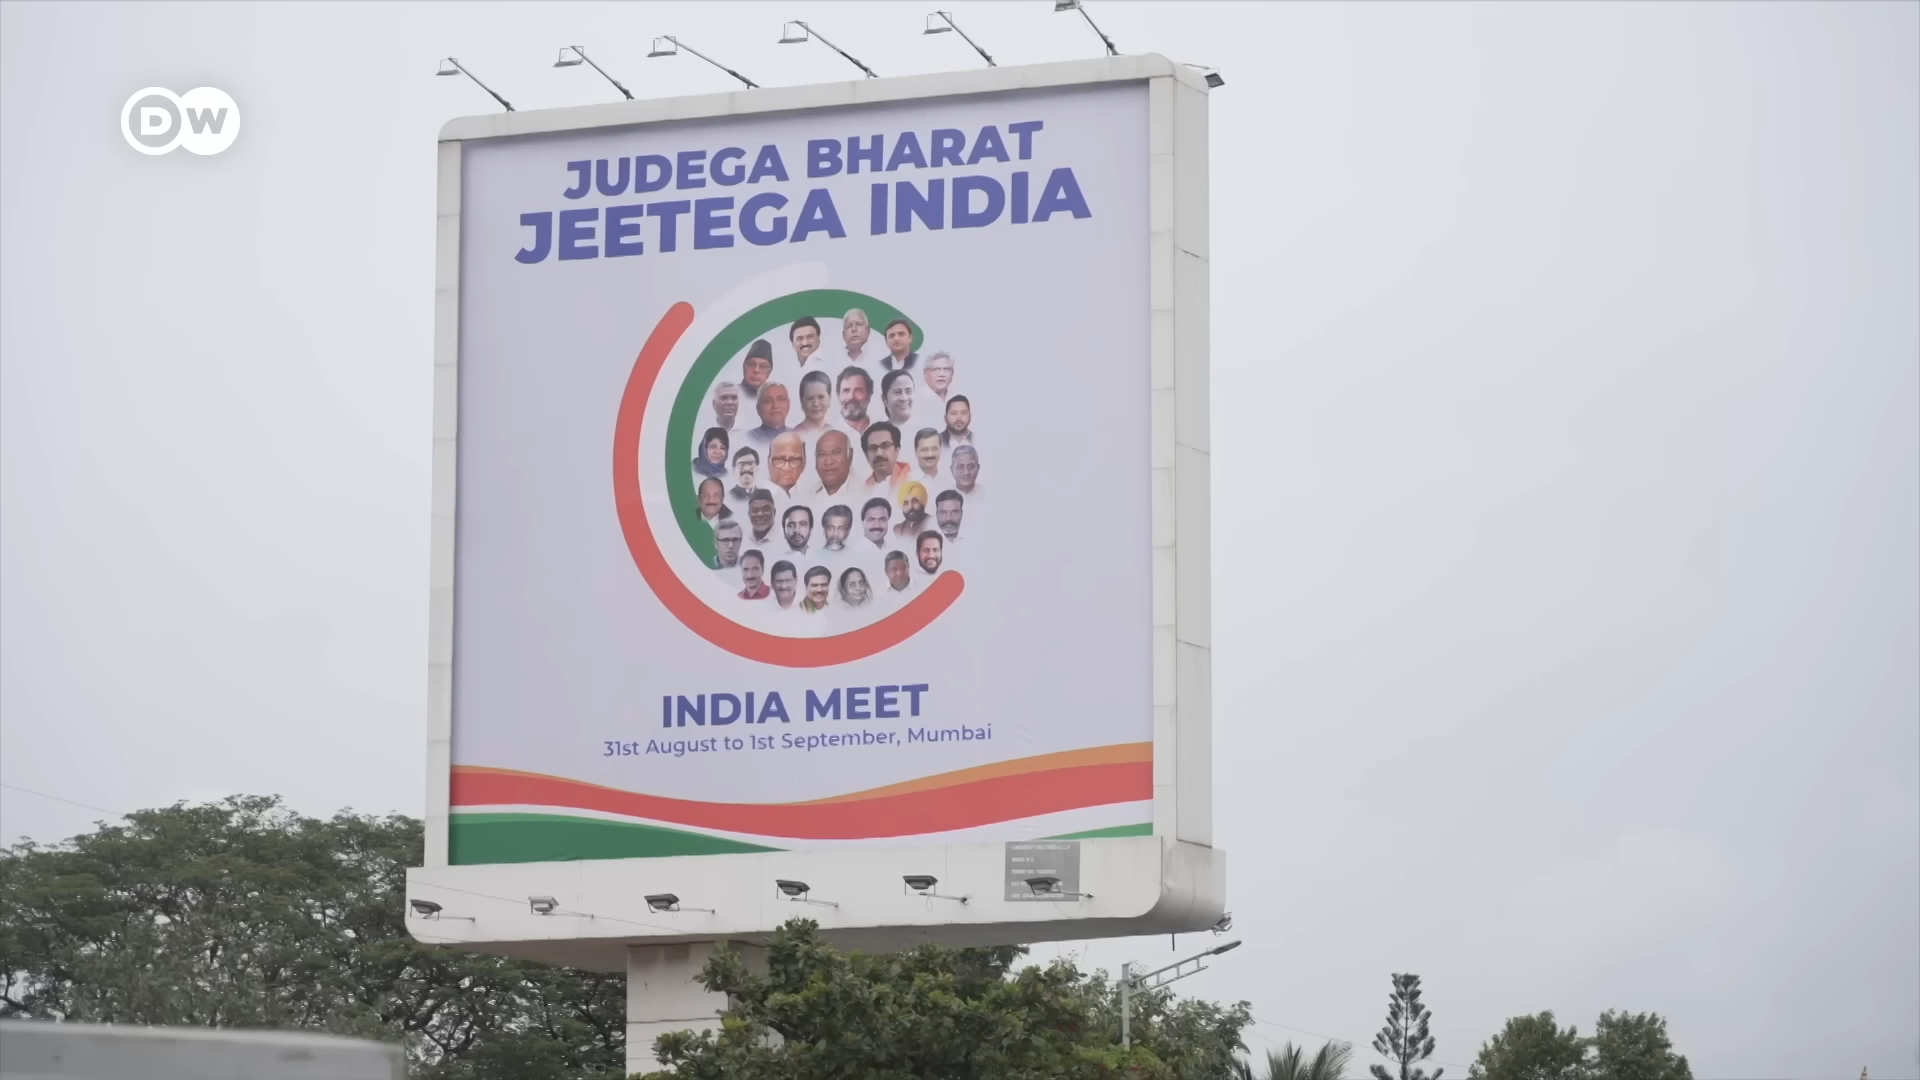 DW
JUDEGA BHARAT
JEETEGA INDIA
INDIA MEET
31st August to 1st September, Mumbai